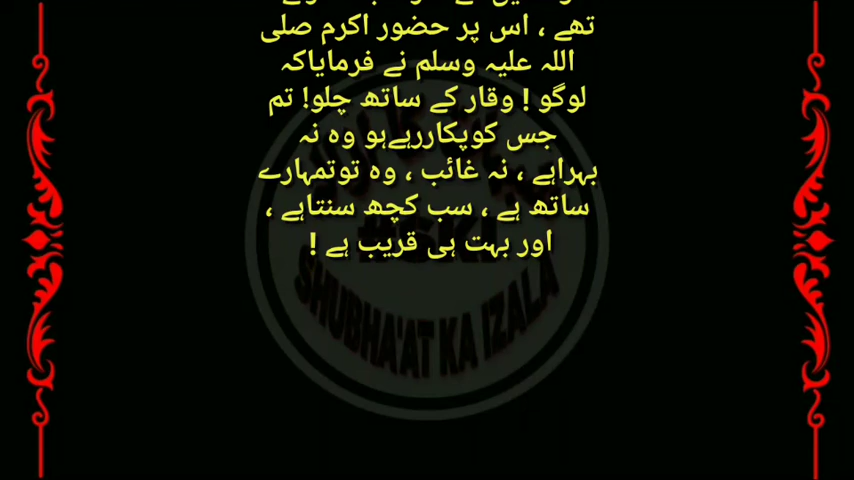 تھے ، اس پر حضور اکرم صلی
اللہ علیہ وسلم نے فرمایاکہ
لوگو ! وقار کے ساتھ چلو! تم
جس کوپکاررہےہو وہ نہ
بہراہے ، نہ غائب ، وہ توتمہارے
ساتھ ہے ، سب کچھ سنتاہے ،
اور بہت ہی قریب ہے !
SHUBHA'AT KA IZALA